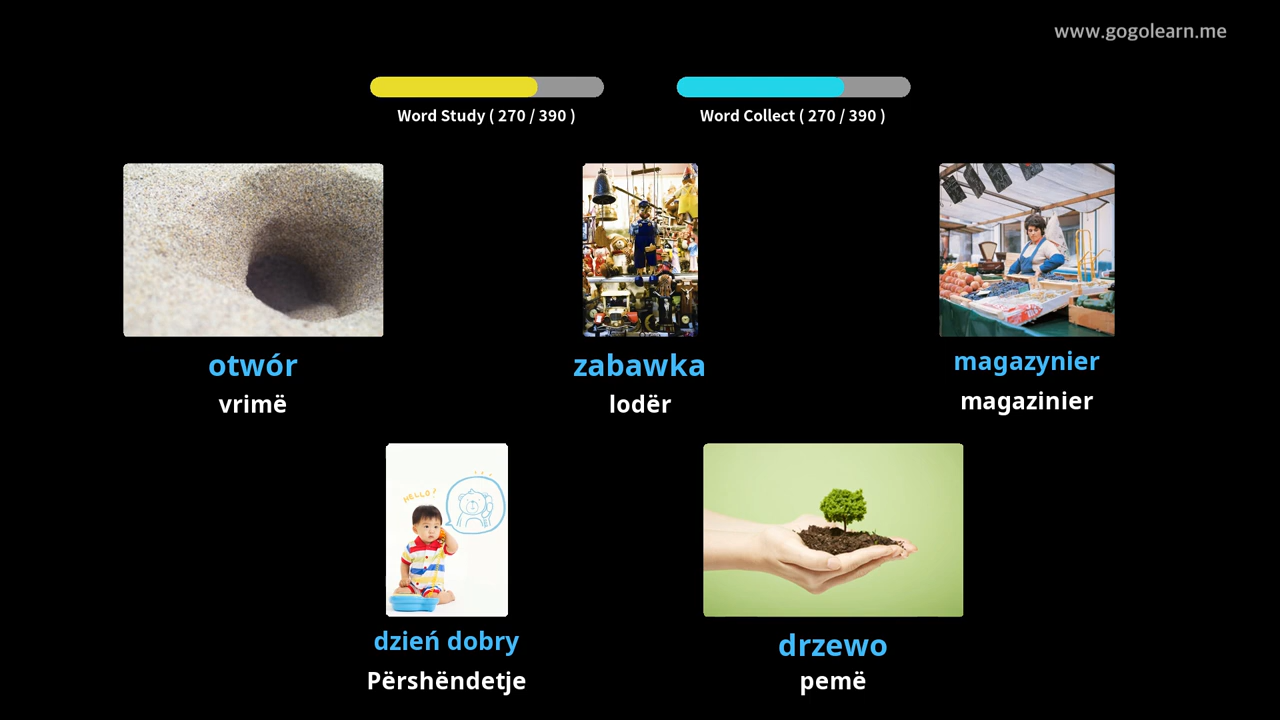 www.gogolearn.me
Word Study ( 270 / 390 )
Word Collect ( 270 / 390 )
otwór
vrimë
zabawka
lodër
magazynier
magazinier
HELLO?
dzień dobry
Përshëndetje
drzewo
pemë